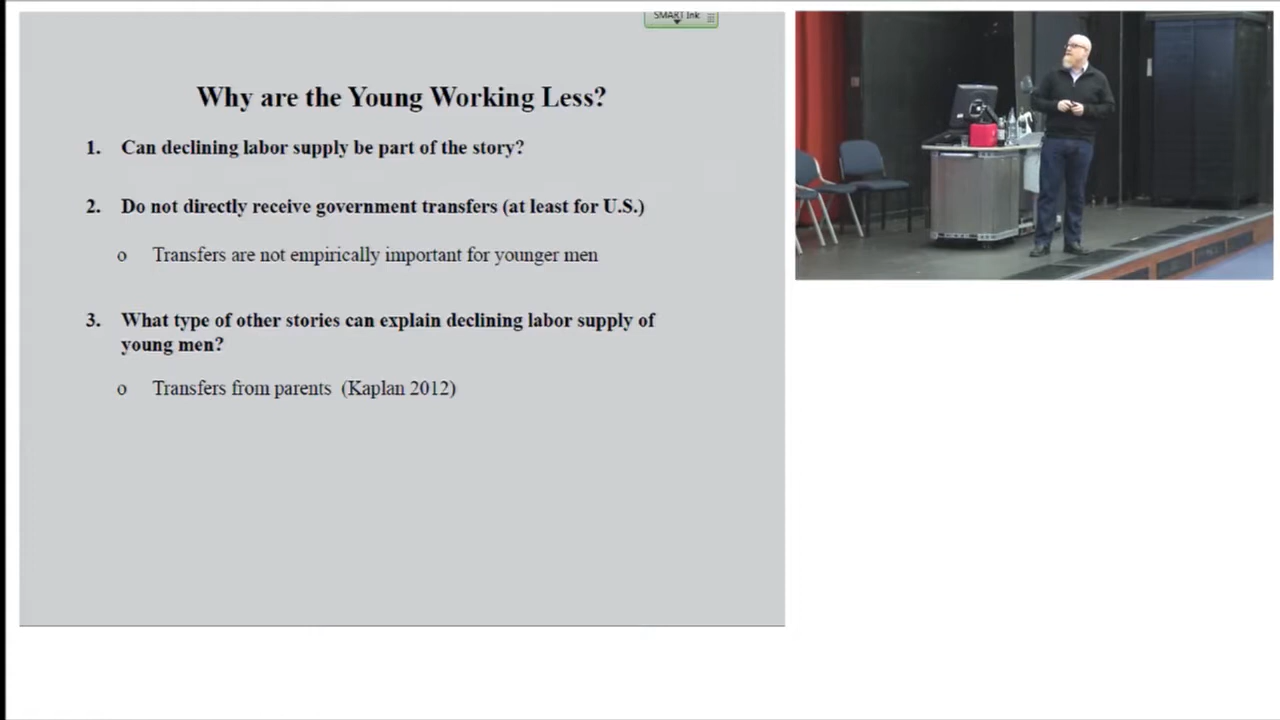 SMART Ink
Why are the Young Working Less?
1. Can declining labor supply be part of the story?
2. Do not directly receive government transfers (at least for U.S.)
o Transfers are not empirically important for younger men
3. What type of other stories can explain declining labor supply of
young men?
o Transfers from parents (Kaplan 2012)